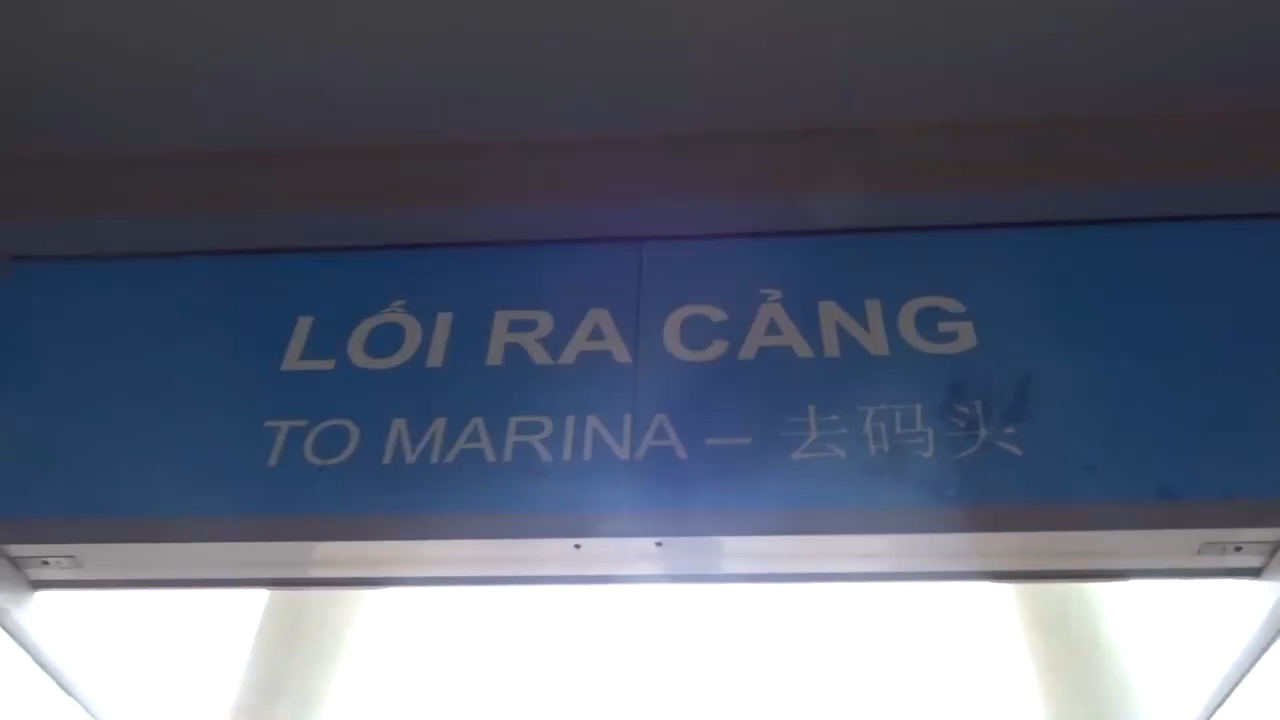 LỐI RA CẢNG
TO MARINA – 去码头